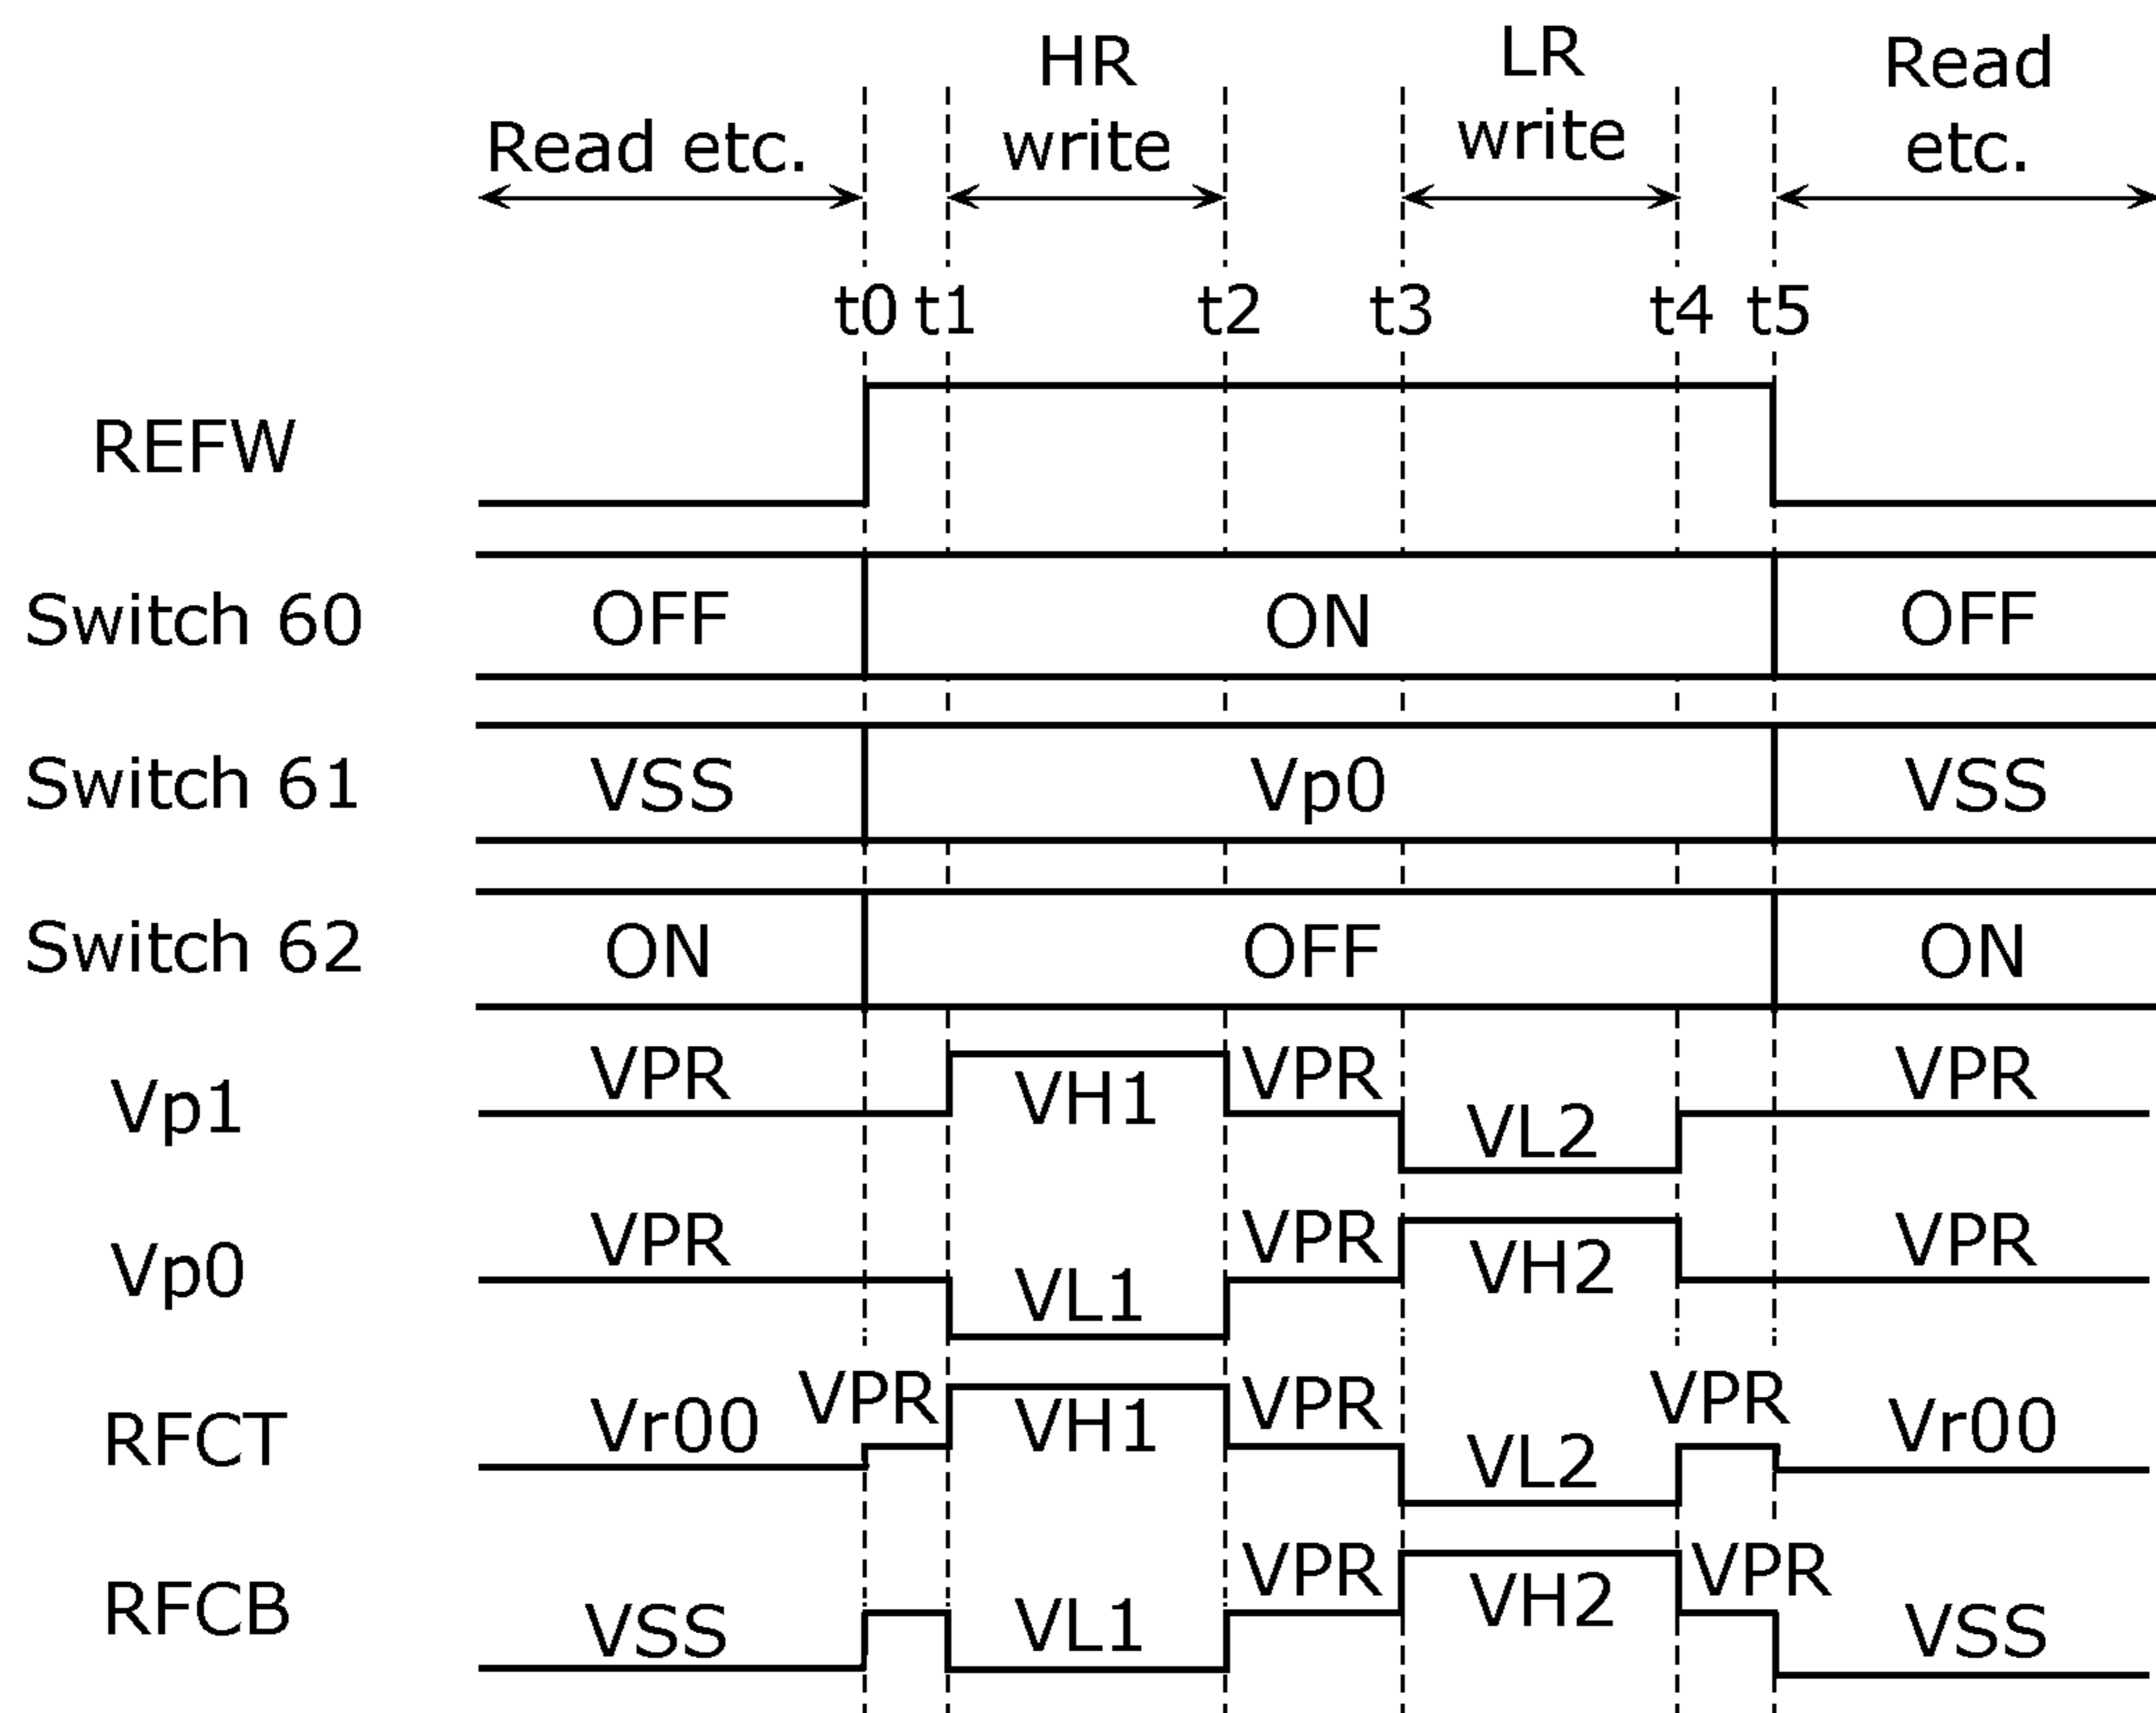 HR
write
LR
write
Read
etc.
Read etc.
t0 t1 t2 t3 t4 t5
REFW
Switch 60 OFF ON OFF
Switch 61 VSS Vp0 VSS
Switch 62 ON OFF ON
Vp1 VPR VH1 VPR VL2 VPR
Vp0 VPR VL1 VPR VH2 VPR
RFCT Vr00 VPR VH1 VPR VL2 VPR Vr00
RFCB VSS VL1 VPR VH2 VPR VSS